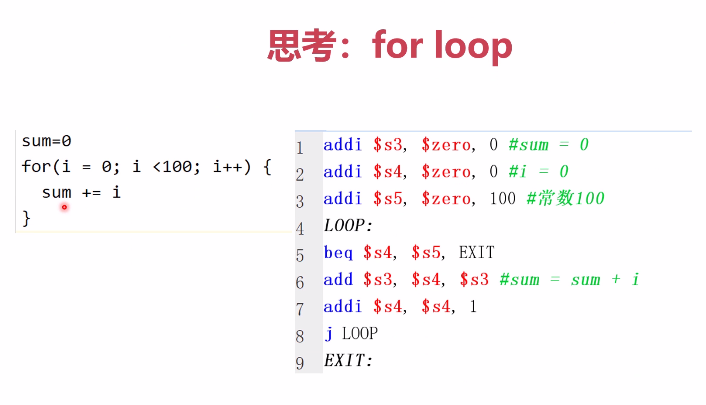 思考：for loop
sum=0
for(i = 0; i <100; i++) {
sum += i
}
1 addi $s3, $zero, 0 #sum = 0
2 addi $s4, $zero, 0 #i = 0
3 addi $s5, $zero, 100 #常数100
4 LOOP:
5 beq $s4, $s5, EXIT
6 add $s3, $s4, $s3 #sum = sum + i
7 addi $s4, $s4, 1
8 j LOOP
9 EXIT: